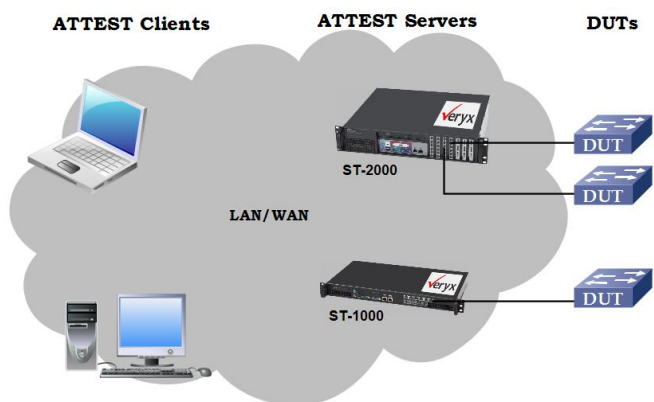 ATTEST Clients
ATTEST Servers
DUTs
Veryx
ST-2000
DUT
DUT
LAN/WAN
Veryx
ST-1000
DUT